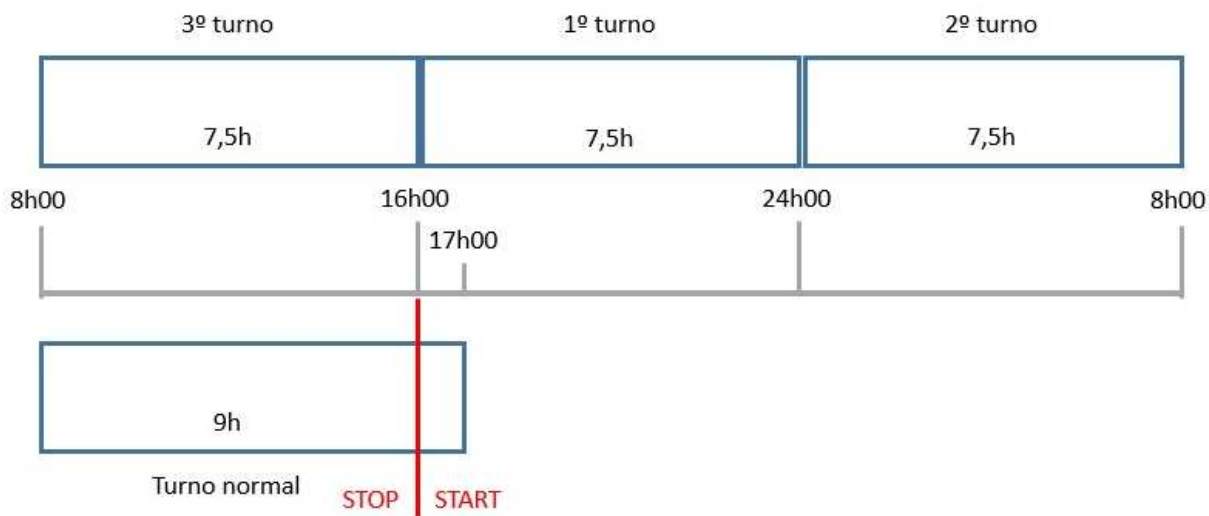 3º turno 1º turno 2º turno
7,5h 7,5h 7,5h
8h00 16h00 24h00 8h00
17h00
9h
Turno normal
STOP START